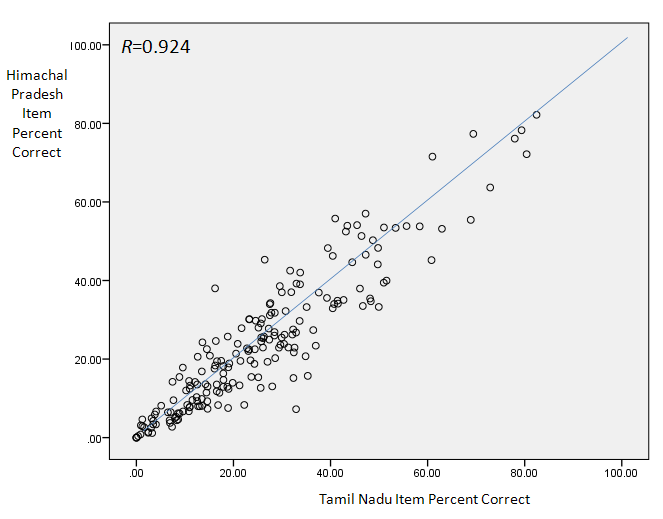 R=0.924
Himachal
Pradesh
Item
Percent
Correct
100.00
80.00
60.00
40.00
20.00
.00
.00 20.00 40.00 60.00 80.00 100.00
Tamil Nadu Item Percent Correct